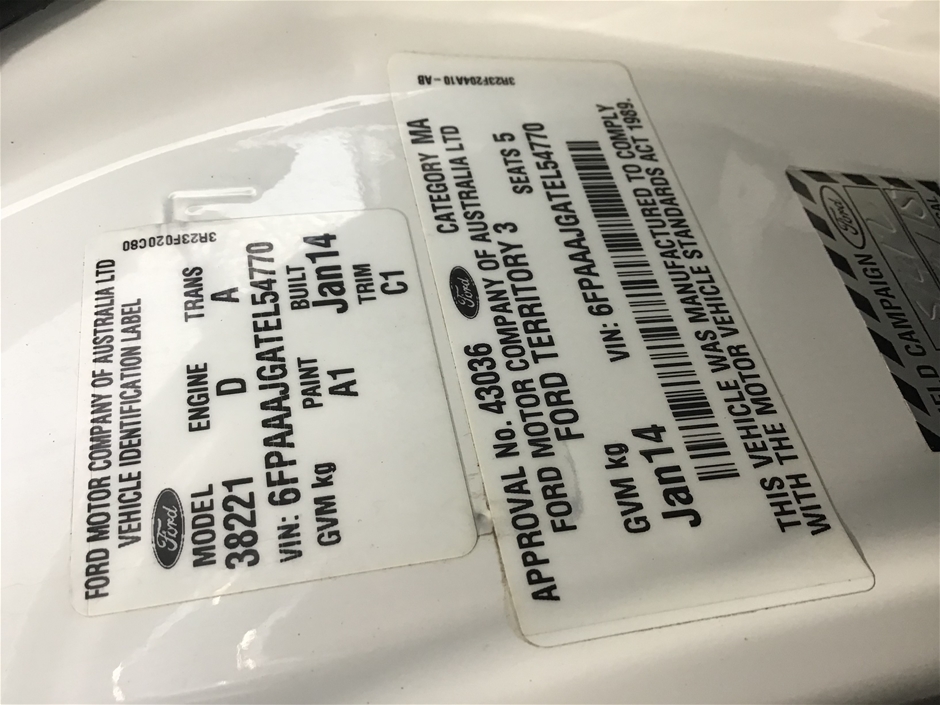 3R23F020C80
FORD MOTOR COMPANY OF AUSTRALIA LTD
VEHICLE IDENTIFICATION LABEL
Ford
MODEL ENGINE TRANS
38221 D A
VIN: 6FPAAAJGATEL54770
GVM kg PAINT BUILT
A1 Jan14
TRIM
C1
3R23F204A10-AB
APPROVAL No. 43036 Ford CATEGORY MA
FORD MOTOR COMPANY OF AUSTRALIA LTD
FORD TERRITORY 3 SEATS 5
GVM kg VIN: 6FPAAAJGATEL54770
Jan14
THIS VEHICLE WAS MANUFACTURED TO COMPLY
WITH THE MOTOR VEHICLE STANDARDS ACT 1989.
Ford
CAMPAIGN